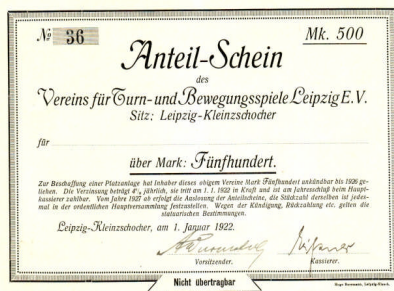 № 36
Mk. 500
Anteil-Schein
des
Vereins für Turn- und Bewegungsspiele Leipzig E.V.
Sitz: Leipzig-Kleinzschocher
für
über Mark: Fünfhundert.
Zur Beschaffung einer Platzanlage hat Inhaber dieses obigem Vereine Mark Fünfhundert unkündbar bis 1926 ge-
liehen. Die Verzinsung beträgt 4%, jährlich, sie tritt am 1. 1. 1922 in Kraft und ist am Jahresschluß beim Haupt-
kassierer zahlbar. Vom Jahre 1927 ab erfolgt die Auslosung der Anteilscheine, die Stückzahl derselben ist jedes-
mal in der ordentlichen Hauptversammlung festzustellen. Wegen der Kündigung, Rückzahlung etc. gelten die
statuarischen Bestimmungen.
Leipzig-Kleinzschocher, am 1. Januar 1922.
Vorsitzender.
Kassierer.
Nicht übertragbar